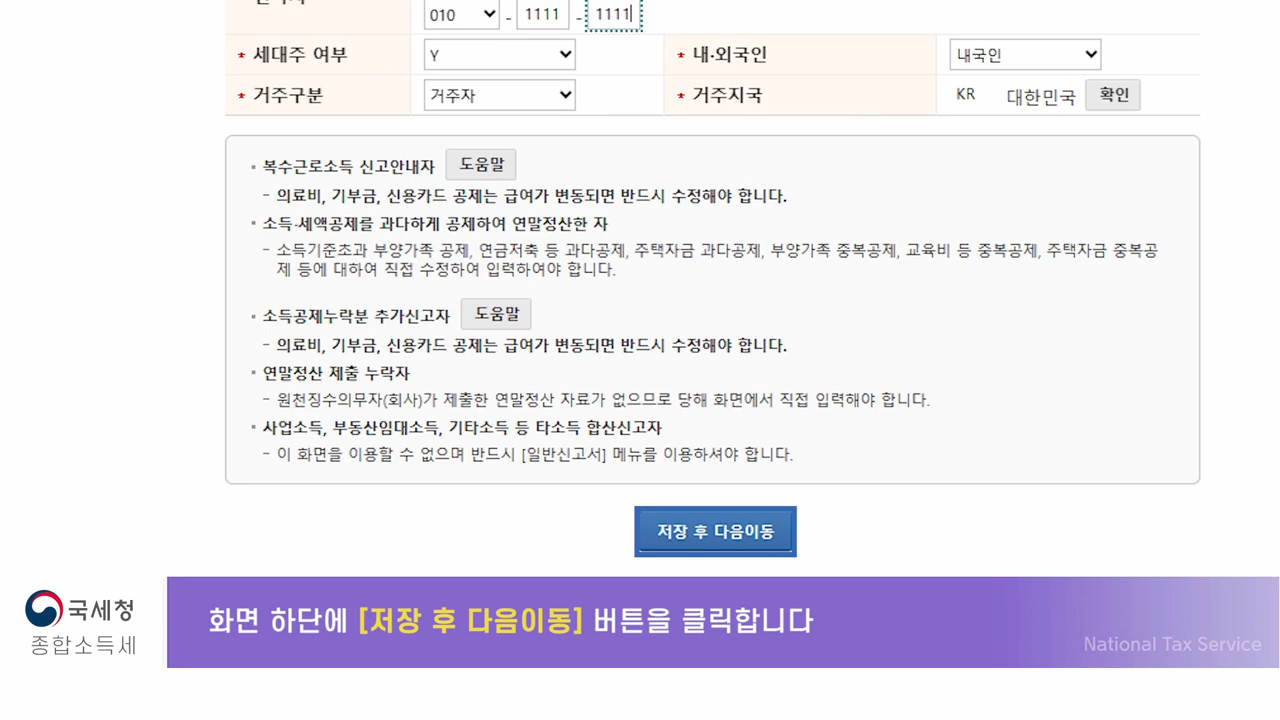 010 - 1111 - 1111
* 세대주 여부 Y * 내·외국인 내국인
* 거주구분 거주자 * 거주지국 KR 대한민국 확인
▪ 복수근로소득 신고안내자 도움말
- 의료비, 기부금, 신용카드 공제는 급여가 변동되면 반드시 수정해야 합니다.
▪ 소득·세액공제를 과다하게 공제하여 연말정산한 자
- 소득기준초과 부양가족 공제, 연금저축 등 과다공제, 주택자금 과다공제, 부양가족 중복공제, 교육비 등 중복공제, 주택자금 중복공
제 등에 대하여 직접 수정하여 입력하여야 합니다.
▪ 소득공제누락분 추가신고자 도움말
- 의료비, 기부금, 신용카드 공제는 급여가 변동되면 반드시 수정해야 합니다.
▪ 연말정산 제출 누락자
- 원천징수의무자(회사)가 제출한 연말정산 자료가 없으므로 당해 화면에서 직접 입력해야 합니다.
▪ 사업소득, 부동산임대소득, 기타소득 등 타소득 합산신고자
- 이 화면을 이용할 수 없으며 반드시 [일반신고서] 메뉴를 이용하셔야 합니다.
저장 후 다음이동
국세청
종합소득세
화면 하단에 [저장 후 다음이동] 버튼을 클릭합니다
National Tax Service